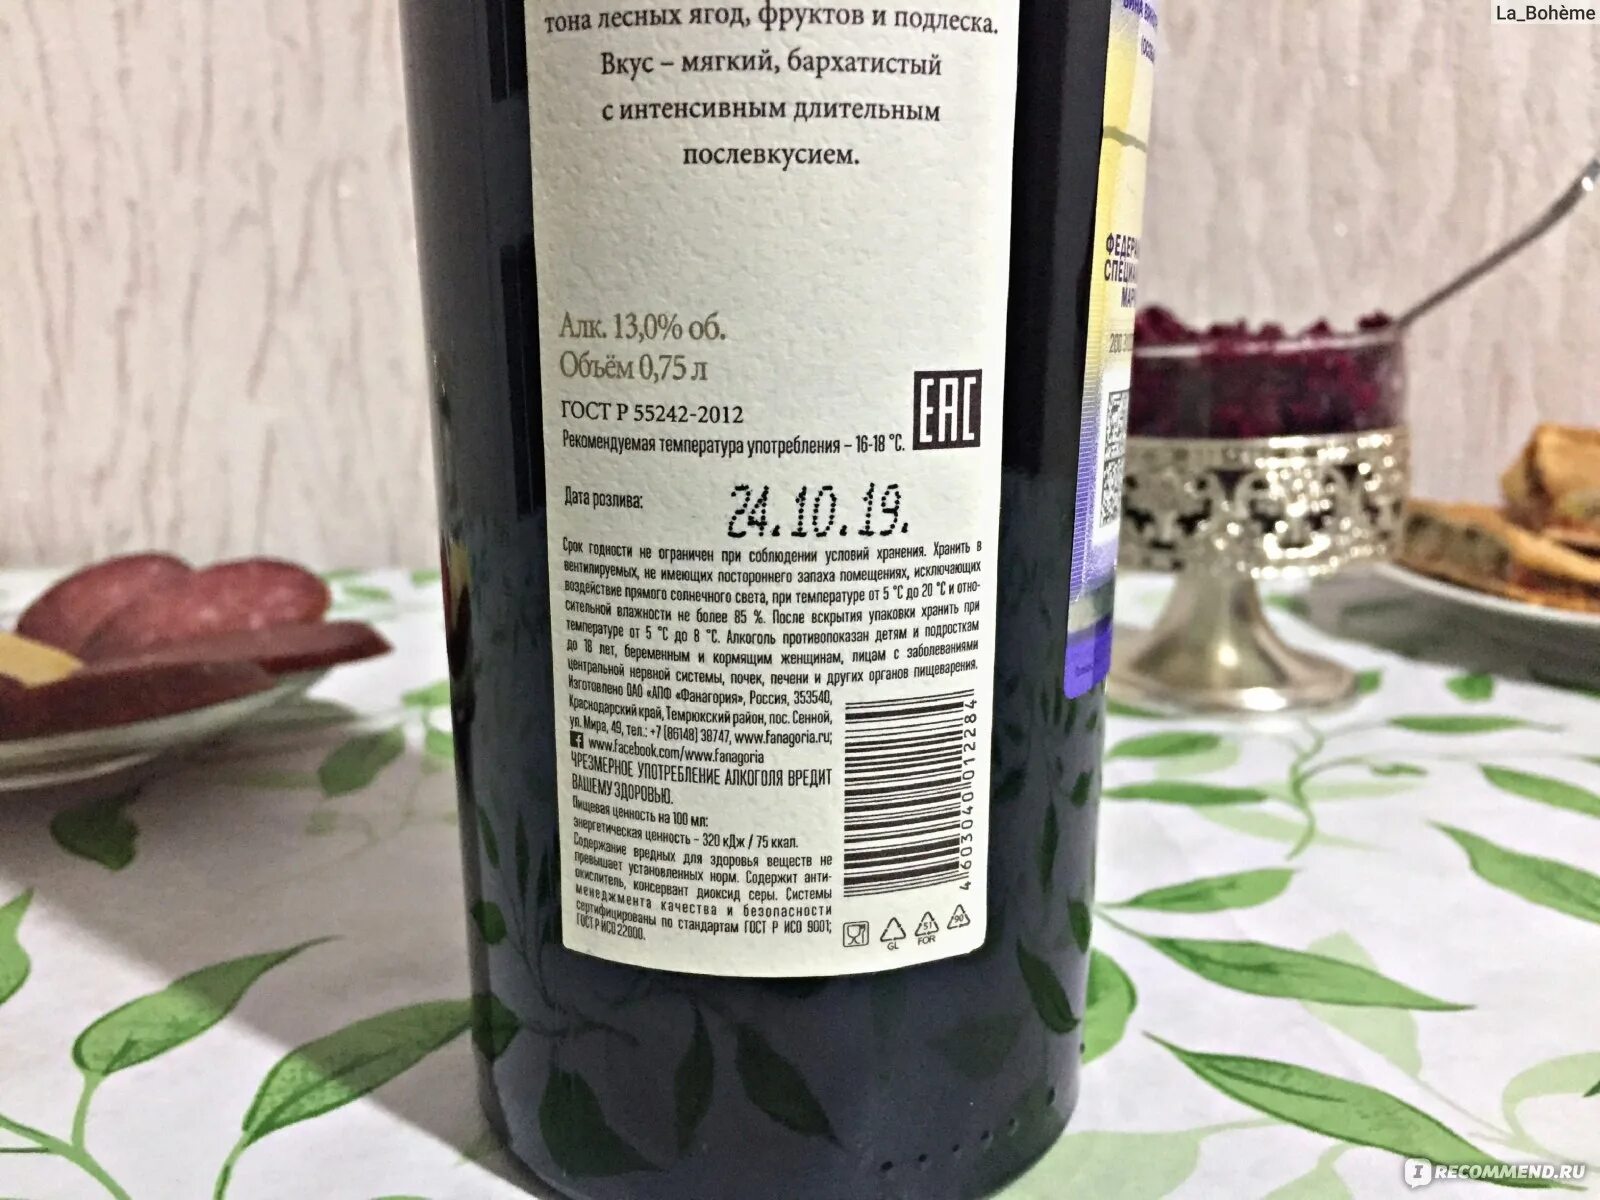 La_Bohème
тона лесных ягод, фруктов и подлеска.
Вкус – мягкий, бархатистый
с интенсивным длительным
послевкусием.
Алк. 13,0% об.
Объём 0,75 л
ГОСТ Р 55242-2012
EAC
Рекомендуемая температура употребления – 16-18 °C.
Дата розлива:
24.10.19.
Срок годности не ограничен при соблюдении условий хранения. Хранить в
вентилируемых, не имеющих постороннего запаха помещениях, исключающих
воздействие прямого солнечного света, при температуре от 5 °C до 20 °C и отно-
сительной влажности не более 85 %. После вскрытия упаковки хранить при
температуре от 5 °C до 8 °C. Алкоголь противопоказан детям и подросткам
до 18 лет, беременным и кормящим женщинам, лицам с заболеваниями
центральной нервной системы, почек, печени и других органов пищеварения.
Изготовлено ОАО «АПФ «Фанагория», Россия, 353540,
Краснодарский край, Темрюкский район, пос. Сенной,
ул. Мира, 49, тел.: +7 (86148) 38747, www.fanagoria.ru;
f www.facebook.com/www.fanagoria
ЧРЕЗМЕРНОЕ УПОТРЕБЛЕНИЕ АЛКОГОЛЯ ВРЕДИТ
ВАШЕМУ ЗДОРОВЬЮ.
Пищевая ценность на 100 мл:
энергетическая ценность – 320 кДж / 75 ккал.
Содержание вредных для здоровья веществ не
превышает установленных норм. Содержит анти-
окислитель, консервант диоксид серы. Системы
менеджмента качества и безопасности
сертифицированы по стандартам ГОСТ Р ИСО 9001;
ГОСТ Р ИСО 22000.
4 603040 012284
GL
51
FOR
90
ФЕДЕР
СПЕЦИ
МАР
IRECOMMEND.RU